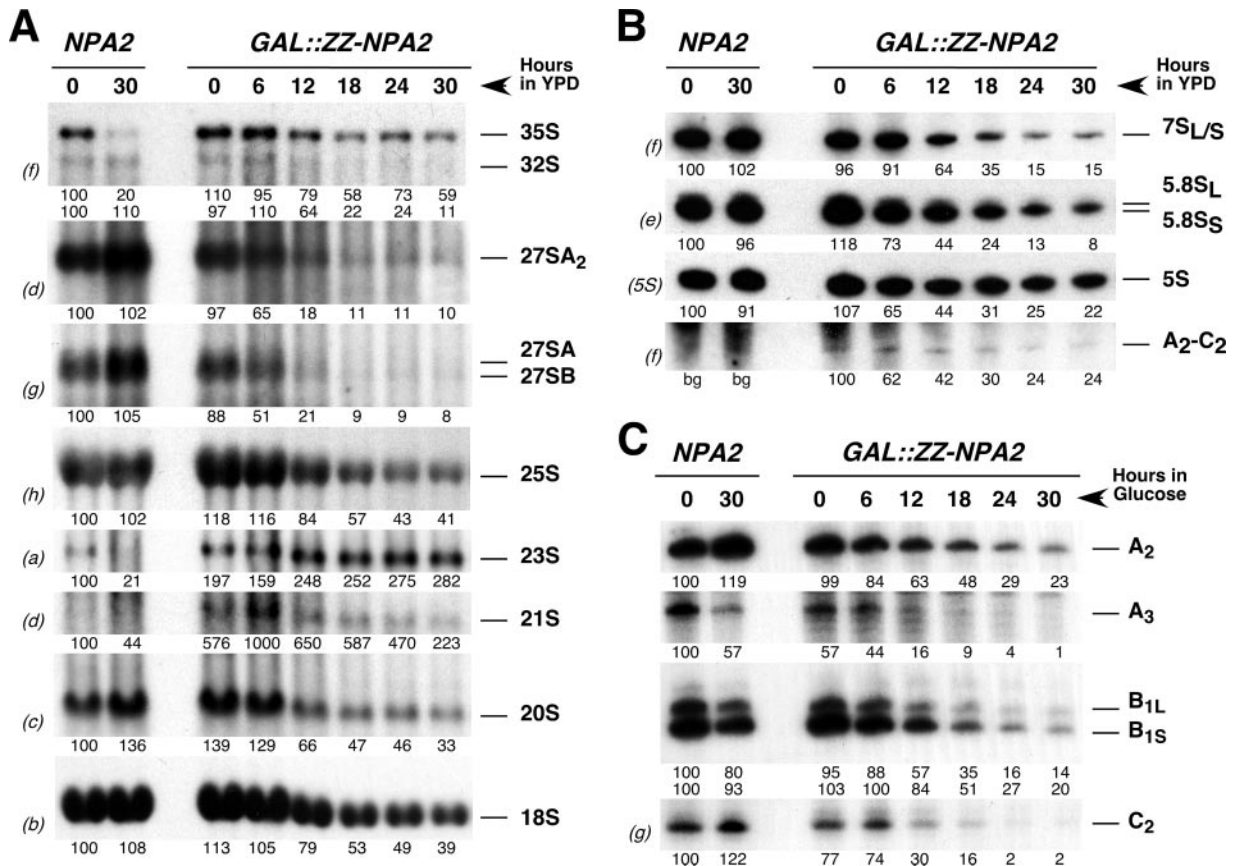 A
NPA2 GAL::ZZ-NPA2
0 30 0 6 12 18 24 30 Hours in YPD
35S
(f) 32S
100 20 110 95 79 58 73 59
100 110 97 110 64 22 24 11
(d) 27SA2
100 102 97 65 18 11 11 10
27SA
(g) 27SB
100 105 88 51 21 9 9 8
(h) 25S
100 102 118 116 84 57 43 41
(a) 23S
100 21 197 159 248 252 275 282
(d) 21S
100 44 576 1000 650 587 470 223
(c) 20S
100 136 139 129 66 47 46 33
(b) 18S
100 108 113 105 79 53 49 39
B
NPA2 GAL::ZZ-NPA2
0 30 0 6 12 18 24 30 Hours in YPD
(f) 7SL/S
100 102 96 91 64 35 15 15
5.8SL
(e) 5.8SS
100 96 118 73 44 24 13 8
(5S) 5S
100 91 107 65 44 31 25 22
(f) A2-C2
bg bg 100 62 42 30 24 24
C
NPA2 GAL::ZZ-NPA2
0 30 0 6 12 18 24 30 Hours in Glucose
A2
100 119 99 84 63 48 29 23
A3
100 57 57 44 16 9 4 1
B1L
B1S
100 80 95 88 57 35 16 14
100 93 103 100 84 51 27 20
(g) C2
100 122 77 74 30 16 2 2